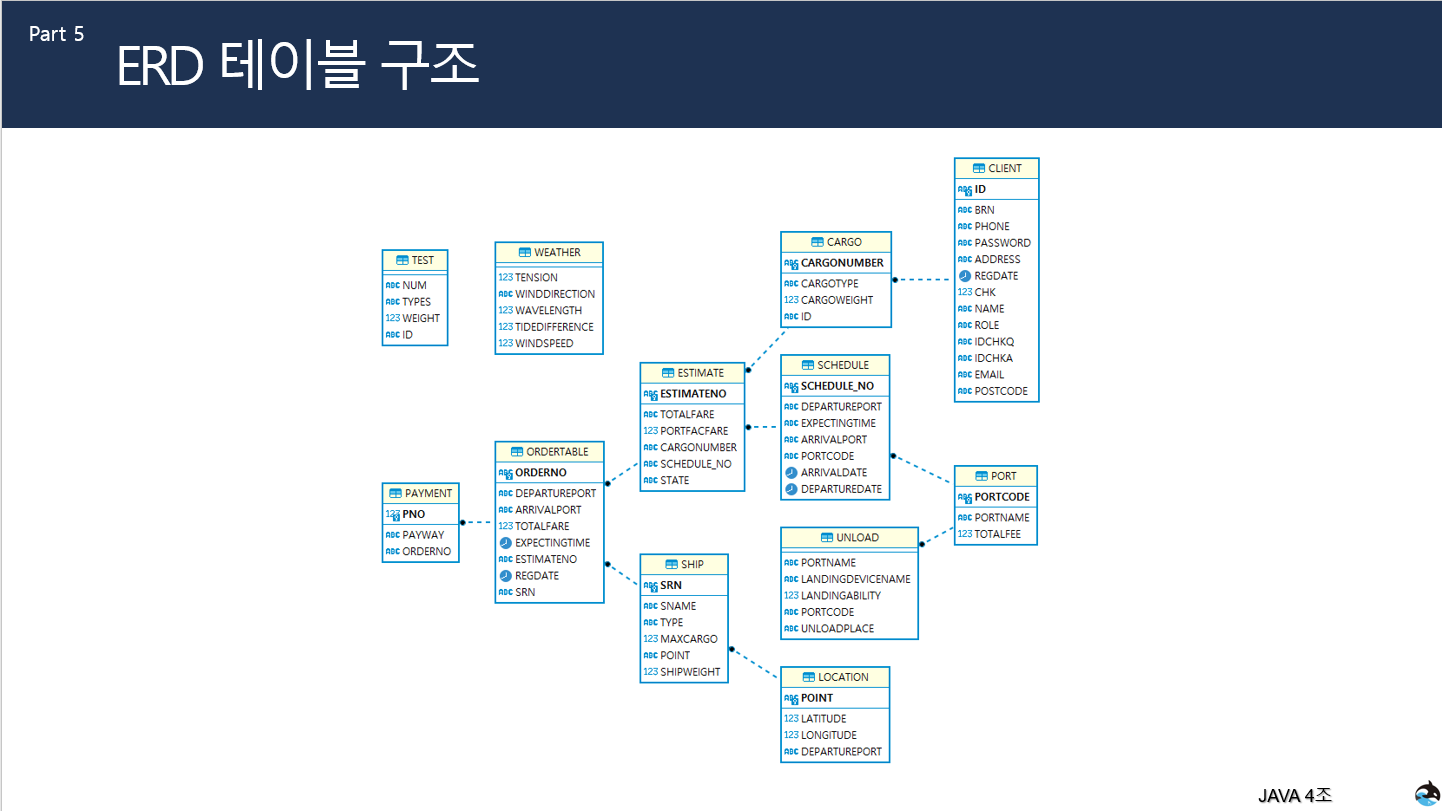 Part 5
ERD 테이블 구조
CLIENT
ID
BRN
PHONE
PASSWORD
ADDRESS
REGDATE
CHK
NAME
ROLE
IDCHKQ
IDCHKA
EMAIL
POSTCODE
CARGO
CARGONUMBER
CARGOTYPE
CARGOWEIGHT
ID
TEST
NUM
TYPES
WEIGHT
ID
WEATHER
TENSION
WINDDIRECTION
WAVELENGTH
TIDEDIFFERENCE
WINDSPEED
ESTIMATE
ESTIMATENO
TOTALFARE
PORTFACFARE
CARGONUMBER
SCHEDULE_NO
STATE
SCHEDULE
SCHEDULE_NO
DEPARTUREPORT
EXPECTINGTIME
ARRIVALPORT
PORTCODE
ARRIVALDATE
DEPARTUREDATE
ORDERTABLE
ORDERNO
DEPARTUREPORT
ARRIVALPORT
TOTALFARE
EXPECTINGTIME
ESTIMATENO
REGDATE
SRN
PAYMENT
PNO
PAYWAY
ORDERNO
PORT
PORTCODE
PORTNAME
TOTALFEE
UNLOAD
PORTNAME
LANDINGDEVICENAME
LANDINGABILITY
PORTCODE
UNLOADPLACE
SHIP
SRN
SNAME
TYPE
MAXCARGO
POINT
SHIPWEIGHT
LOCATION
POINT
LATITUDE
LONGITUDE
DEPARTUREPORT
JAVA 4조